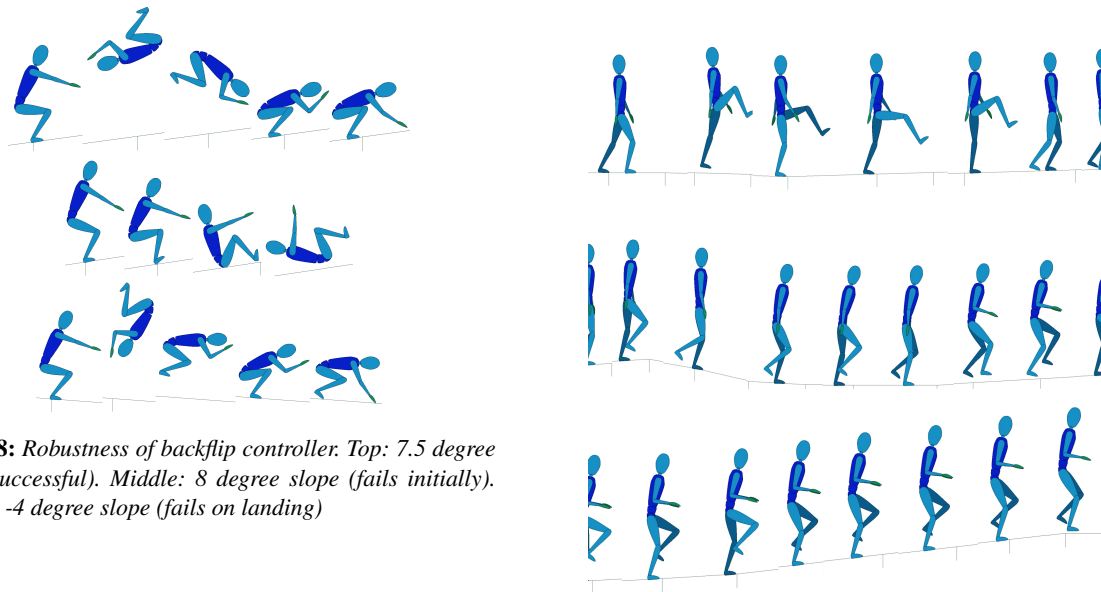 8: Robustness of backflip controller. Top: 7.5 degree
uccessful). Middle: 8 degree slope (fails initially).
-4 degree slope (fails on landing)